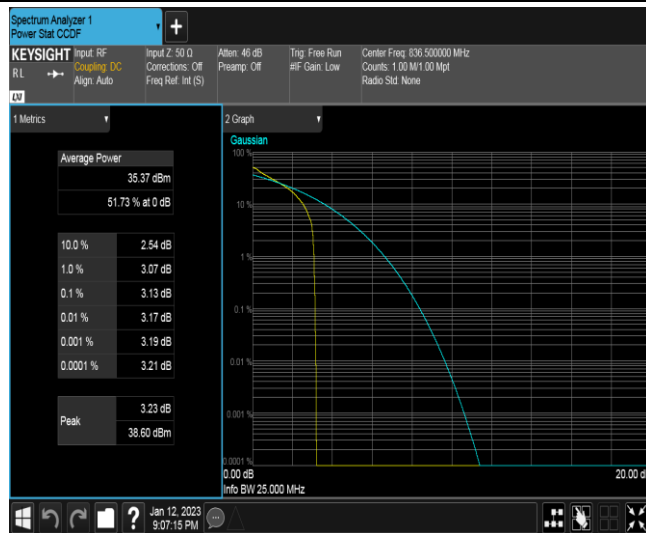 Spectrum Analyzer 1
Power Stat CCDF
+
KEYSIGHT
RL
LXI
Input: RF
Coupling: DC
Align: Auto
Input Z: 50 Ω
Corrections: Off
Freq Ref: Int (S)
Atten: 46 dB
Preamp: Off
Trig: Free Run
#IF Gain: Low
Center Freq: 836.500000 MHz
Counts: 1.00 M/1.00 Mpt
Radio Std: None
1 Metrics
Average Power
35.37 dBm
51.73 % at 0 dB
10.0 % 2.54 dB
1.0 % 3.07 dB
0.1 % 3.13 dB
0.01 % 3.17 dB
0.001 % 3.19 dB
0.0001 % 3.21 dB
Peak
3.23 dB
38.60 dBm
2 Graph
Gaussian
100 %
10 %
1 %
0.1 %
0.01 %
0.001 %
0.0001 %
0.00 dB
20.00 d
Info BW 25.000 MHz
?
Jan 12, 2023
9:07:15 PM